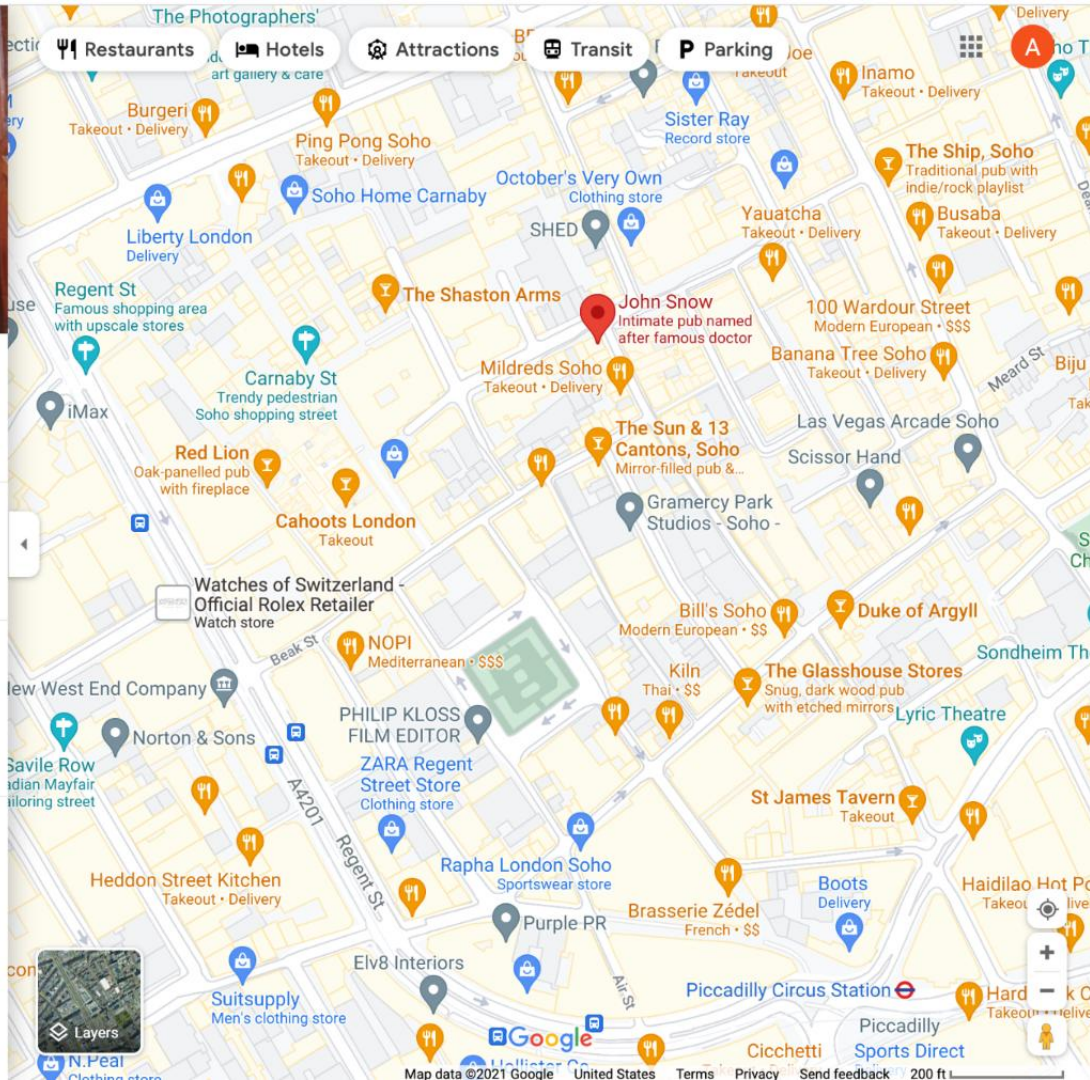 The Photographers'
Delivery
Restaurants
Hotels
Attractions
Transit
Parking
A
art gallery & cafe
Takeout
Inamo
Takeout • Delivery
Burgeri
Takeout • Delivery
Ping Pong Soho
Takeout • Delivery
Sister Ray
Record store
The Ship, Soho
Traditional pub with
indie/rock playlist
October's Very Own
Clothing store
Soho Home Carnaby
SHED
Yauatcha
Takeout • Delivery
Busaba
Takeout • Delivery
Liberty London
Delivery
Regent St
Famous shopping area
with upscale stores
The Shaston Arms
John Snow
Intimate pub named
after famous doctor
100 Wardour Street
Modern European • $$$
Mildreds Soho
Takeout • Delivery
Banana Tree Soho
Takeout • Delivery
Meard St
Biju
Carnaby St
Trendy pedestrian
Soho shopping street
iMax
Las Vegas Arcade Soho
The Sun & 13
Cantons, Soho
Mirror-filled pub &...
Scissor Hand
Red Lion
Oak-panelled pub
with fireplace
Gramercy Park
Studios - Soho -
Cahoots London
Takeout
Watches of Switzerland -
Official Rolex Retailer
Watch store
Bill's Soho
Modern European • $$
Duke of Argyll
Beak St
NOPI
Mediterranean • $$$
Sondheim Th
Kiln
Thai • $$
The Glasshouse Stores
Snug, dark wood pub
with etched mirrors
New West End Company
PHILIP KLOSS
FILM EDITOR
Lyric Theatre
Norton & Sons
Savile Row
ZARA Regent
Street Store
Clothing store
A4201
St James Tavern
Takeout
Regent St
Rapha London Soho
Sportswear store
Heddon Street Kitchen
Takeout • Delivery
Boots
Delivery
Haidilao Hot Po
Brasserie Zédel
French • $$
Purple PR
Elv8 Interiors
Air St
Suitsupply
Men's clothing store
Piccadilly Circus Station
Layers
Google
Piccadilly
Sports Direct
Delivery
Cicchetti
N.Peal
Clothing store
Map data ©2021 Google
United States
Terms
Privacy
Send feedback
200 ft